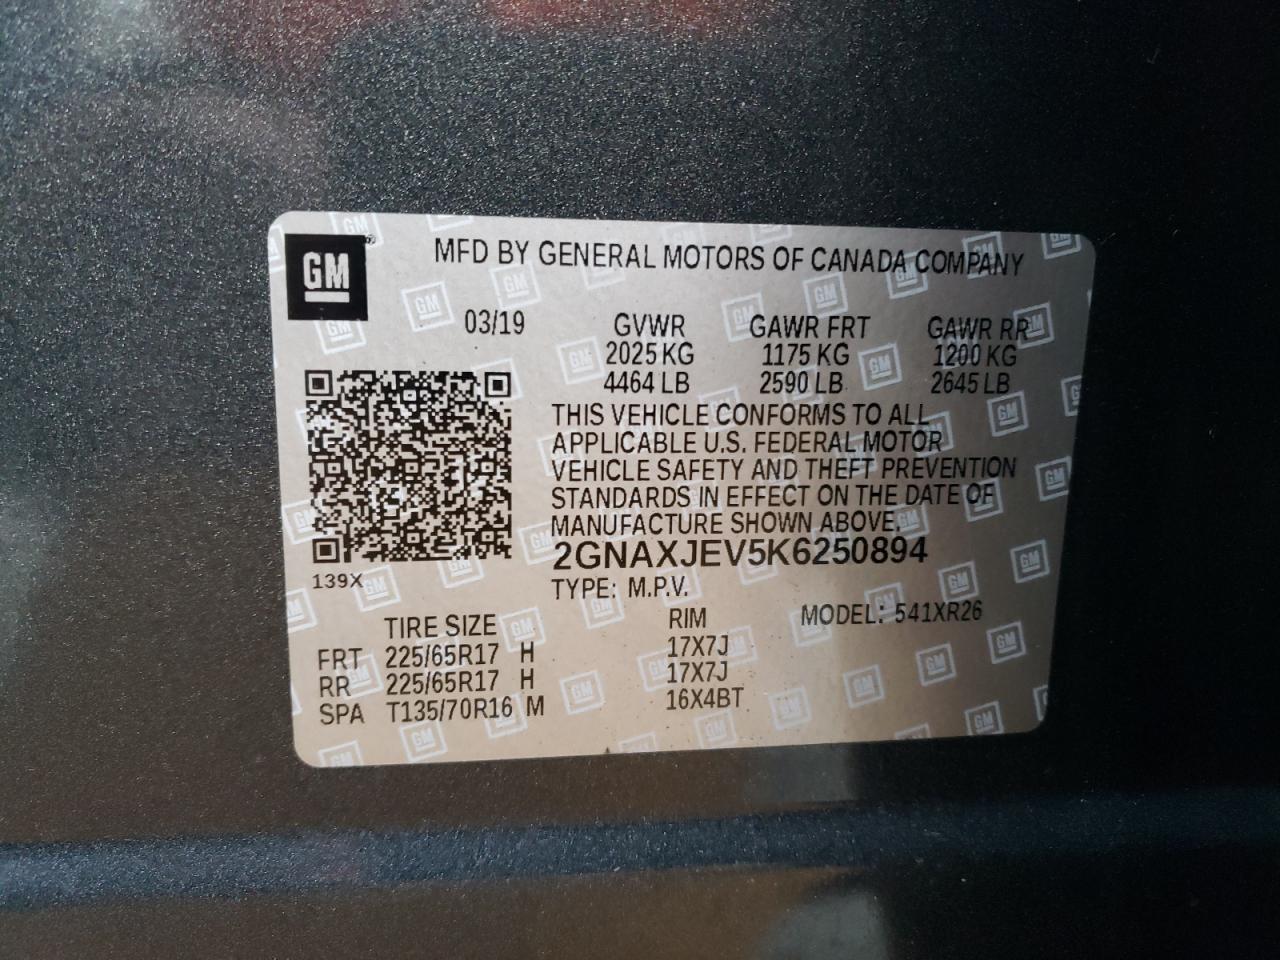 GM
MFD BY GENERAL MOTORS OF CANADA COMPANY
03/19 GVWR GAWR FRT GAWR RR
2025 KG 1175 KG 1200 KG
4464 LB 2590 LB 2645 LB
THIS VEHICLE CONFORMS TO ALL
APPLICABLE U.S. FEDERAL MOTOR
VEHICLE SAFETY AND THEFT PREVENTION
STANDARDS IN EFFECT ON THE DATE OF
MANUFACTURE SHOWN ABOVE.
2GNAXJEV5K6250894
139X
TYPE: M.P.V.
MODEL: 541XR26
TIRE SIZE RIM
FRT 225/65R17 H 17X7J
RR 225/65R17 H 17X7J
SPA T135/70R16 M 16X4BT